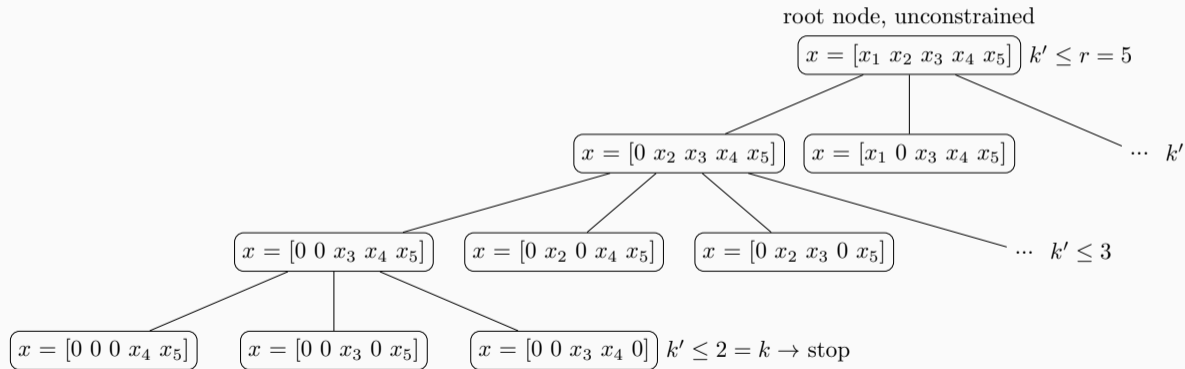 root node, unconstrained
x = [x₁ x₂ x₃ x₄ x₅] k′ ≤ r = 5
x = [0 x₂ x₃ x₄ x₅] x = [x₁ 0 x₃ x₄ x₅] ... k′
x = [0 0 x₃ x₄ x₅] x = [0 x₂ 0 x₄ x₅] x = [0 x₂ x₃ 0 x₅] ... k′ ≤ 3
x = [0 0 0 x₄ x₅] x = [0 0 x₃ 0 x₅] x = [0 0 x₃ x₄ 0] k′ ≤ 2 = k → stop